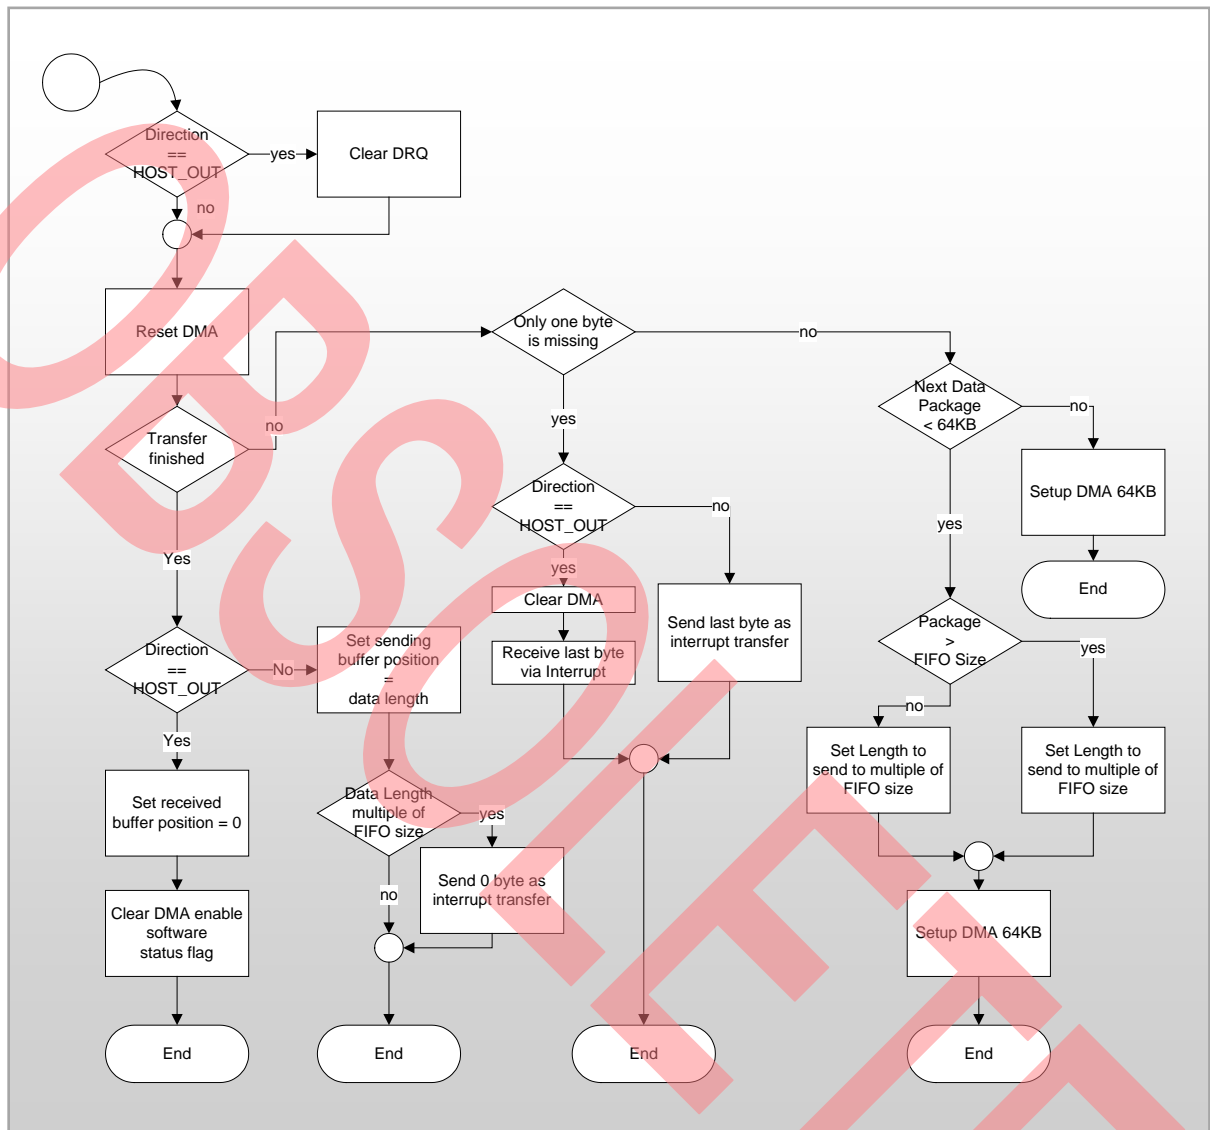 Direction
==
HOST_OUT
yes
Clear DRQ
no
Reset DMA
Only one byte
is missing
no
Next Data
Package
< 64KB
no
Transfer
finished
no
yes
Setup DMA 64KB
Direction
==
HOST_OUT
no
yes
Yes
yes
End
Clear DMA
Send last byte as
interrupt transfer
Package
>
FIFO Size
yes
Direction
==
HOST_OUT
No
Set sending
buffer position
=
data length
Receive last byte
via Interrupt
no
Yes
Set Length to
send to multiple of
FIFO size
Set Length to
send to multiple of
FIFO size
Set received
buffer position = 0
Data Length
multiple of
FIFO size
yes
Send 0 byte as
interrupt transfer
no
Clear DMA enable
software
status flag
Setup DMA 64KB
End
End
End
End
OBSOLETE